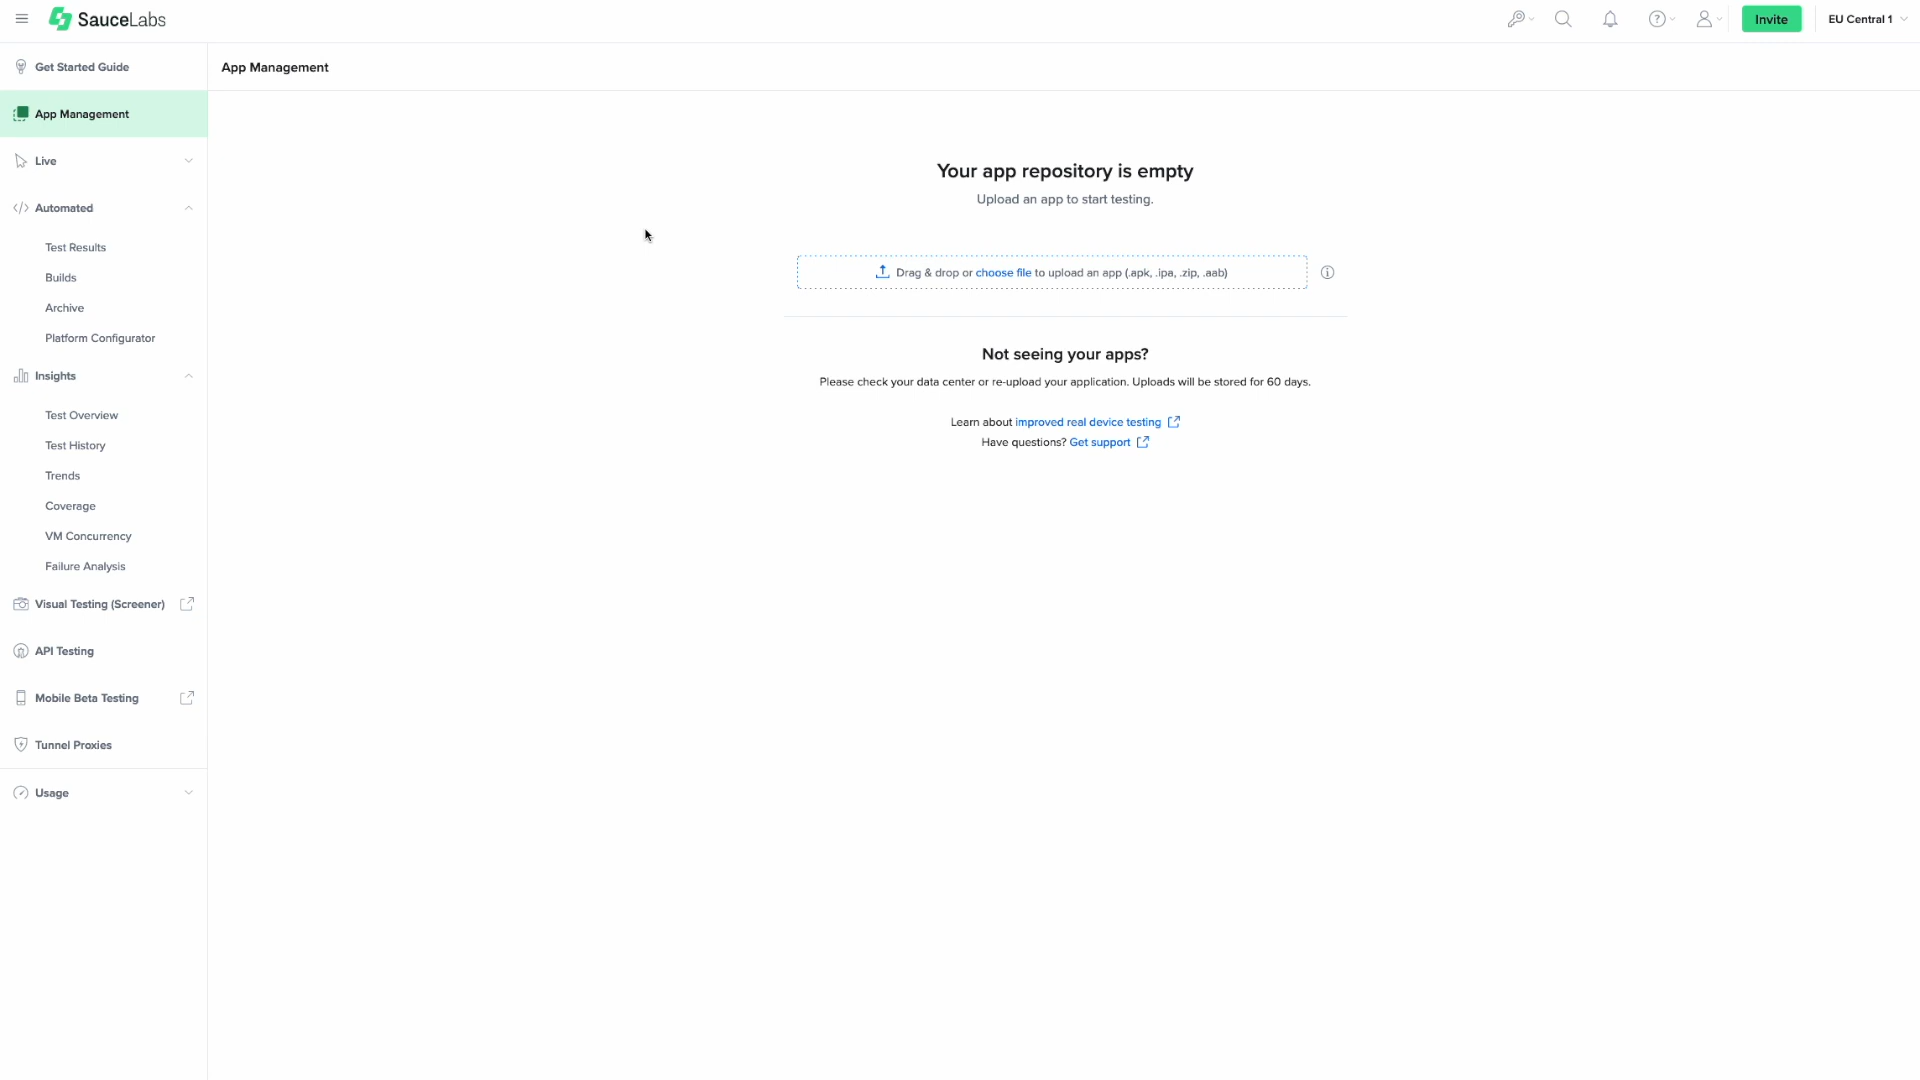 SauceLabs
?
Invite
EU Central 1
Get Started Guide
App Management
Live
Automated
Test Results
Builds
Archive
Platform Configurator
Insights
Test Overview
Test History
Trends
Coverage
VM Concurrency
Failure Analysis
Visual Testing (Screener)
API Testing
Mobile Beta Testing
Tunnel Proxies
Usage
App Management
Your app repository is empty
Upload an app to start testing.
Drag & drop or choose file to upload an app (.apk, .ipa, .zip, .aab)
Not seeing your apps?
Please check your data center or re-upload your application. Uploads will be stored for 60 days.
Learn about improved real device testing
Have questions? Get support